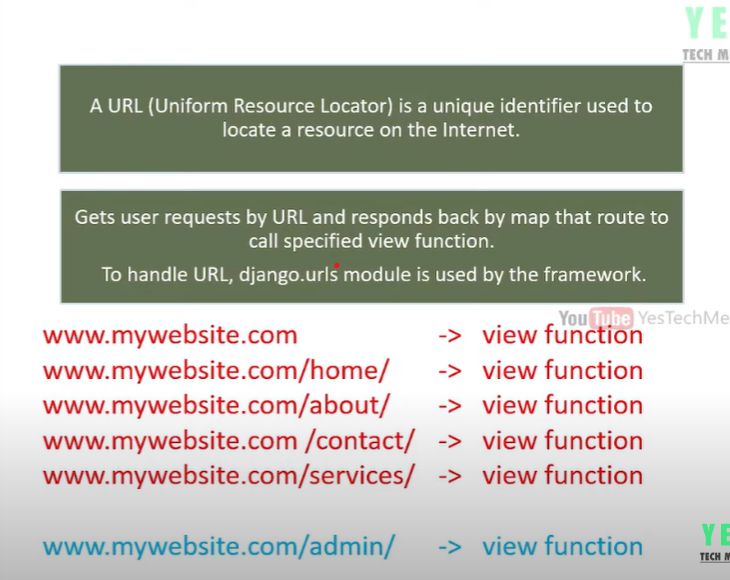 YE
TECH M
A URL (Uniform Resource Locator) is a unique identifier used to
locate a resource on the Internet.
Gets user requests by URL and responds back by map that route to
call specified view function.
To handle URL, django.urls module is used by the framework.
YouTube YesTechMe
www.mywebsite.com -> view function
www.mywebsite.com/home/ -> view function
www.mywebsite.com/about/ -> view function
www.mywebsite.com /contact/ -> view function
www.mywebsite.com/services/ -> view function
www.mywebsite.com/admin/ -> view function
YE
TECH M